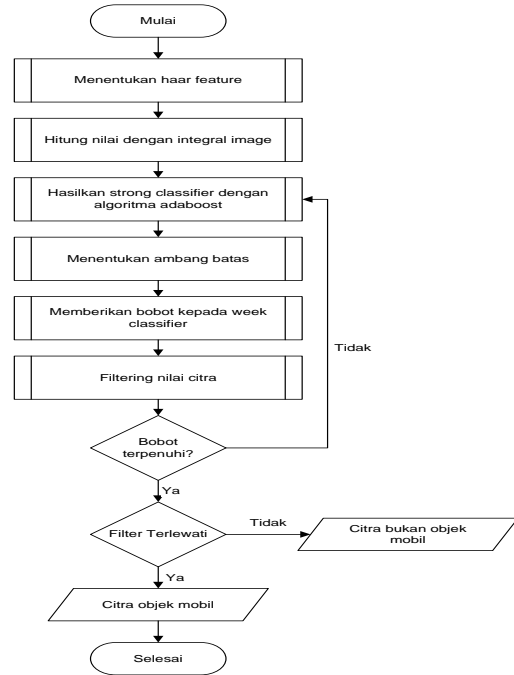 Mulai
Menentukan haar feature
Hitung nilai dengan integral image
Hasilkan strong classifier dengan
algoritma adaboost
Menentukan ambang batas
Memberikan bobot kepada week
classifier
Tidak
Filtering nilai citra
Bobot
terpenuhi?
Ya
Filter Terlewati
Tidak
Citra bukan objek
mobil
Ya
Citra objek mobil
Selesai